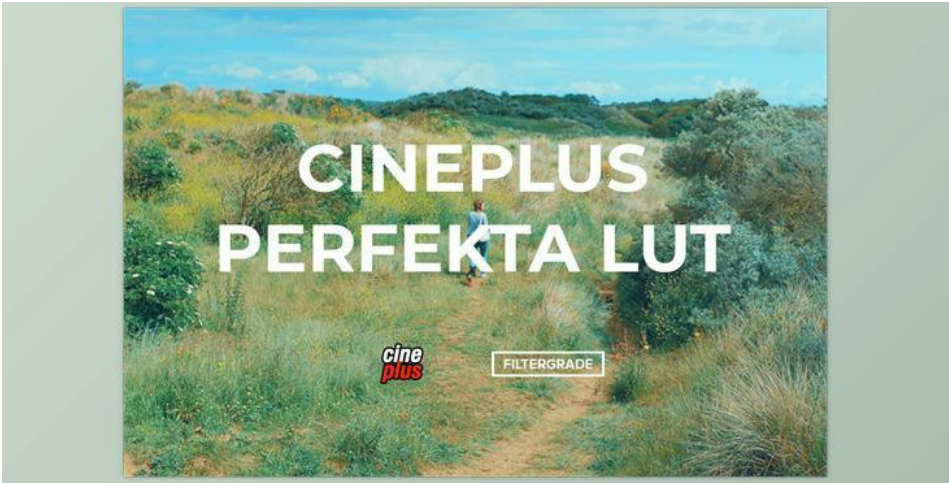 CINEPLUS
PERFEKTA LUT
cine
plus
FILTERGRADE